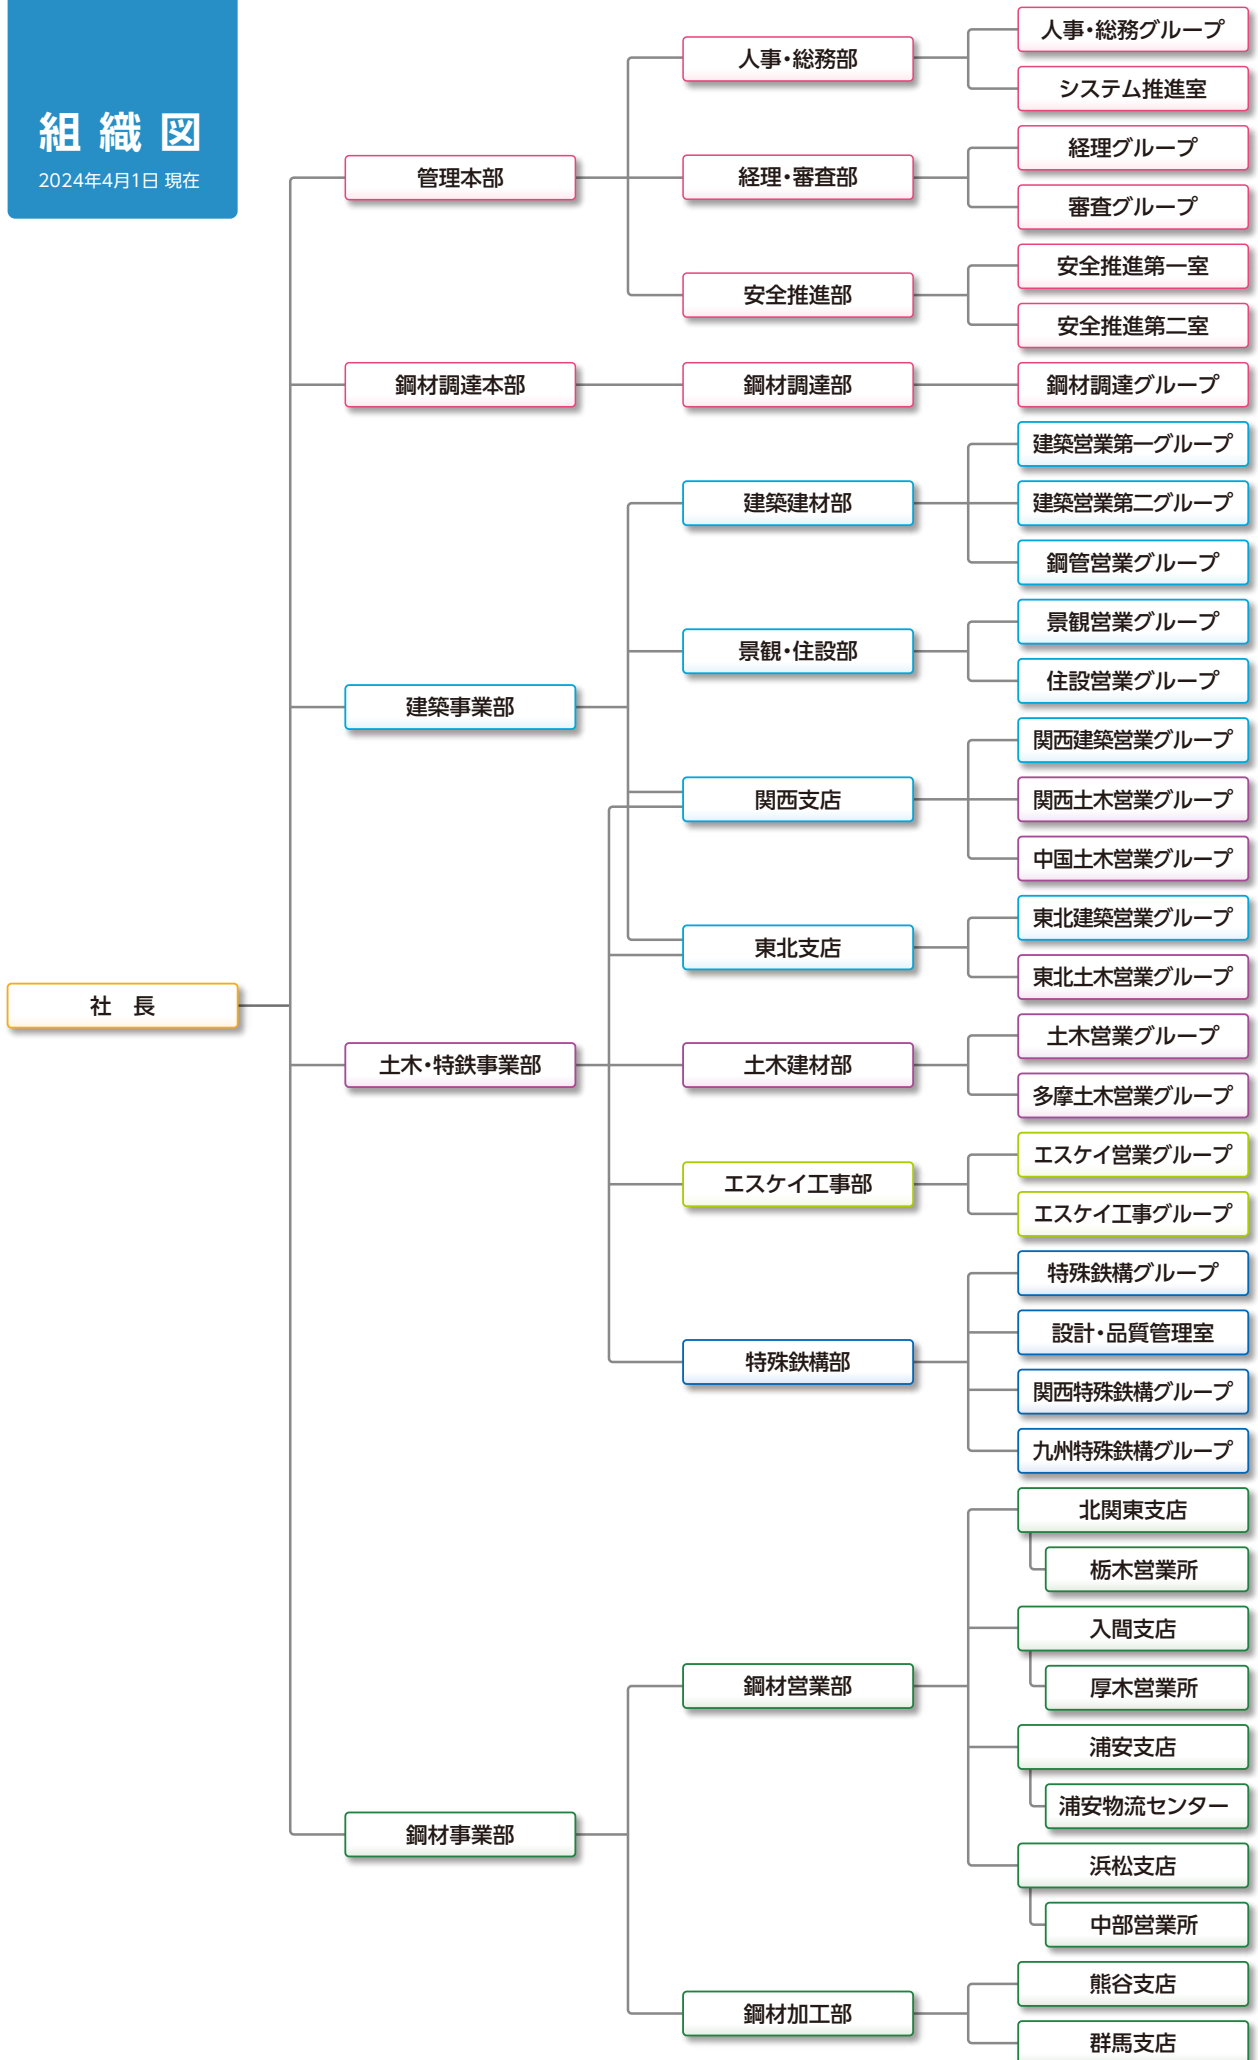 組織図
2024年4月1日 現在
社 長
管理本部
人事・総務部
人事・総務グループ
システム推進室
経理・審査部
経理グループ
審査グループ
安全推進部
安全推進第一室
安全推進第二室
鋼材調達本部
鋼材調達部
鋼材調達グループ
建築事業部
建築建材部
建築営業第一グループ
建築営業第二グループ
鋼管営業グループ
景観・住設部
景観営業グループ
住設営業グループ
関西支店
関西建築営業グループ
関西土木営業グループ
中国土木営業グループ
東北支店
東北建築営業グループ
東北土木営業グループ
土木・特鉄事業部
土木建材部
土木営業グループ
多摩土木営業グループ
エスケイ工事部
エスケイ営業グループ
エスケイ工事グループ
特殊鉄構部
特殊鉄構グループ
設計・品質管理室
関西特殊鉄構グループ
九州特殊鉄構グループ
鋼材事業部
鋼材営業部
北関東支店
栃木営業所
入間支店
厚木営業所
浦安支店
浦安物流センター
浜松支店
中部営業所
鋼材加工部
熊谷支店
群馬支店